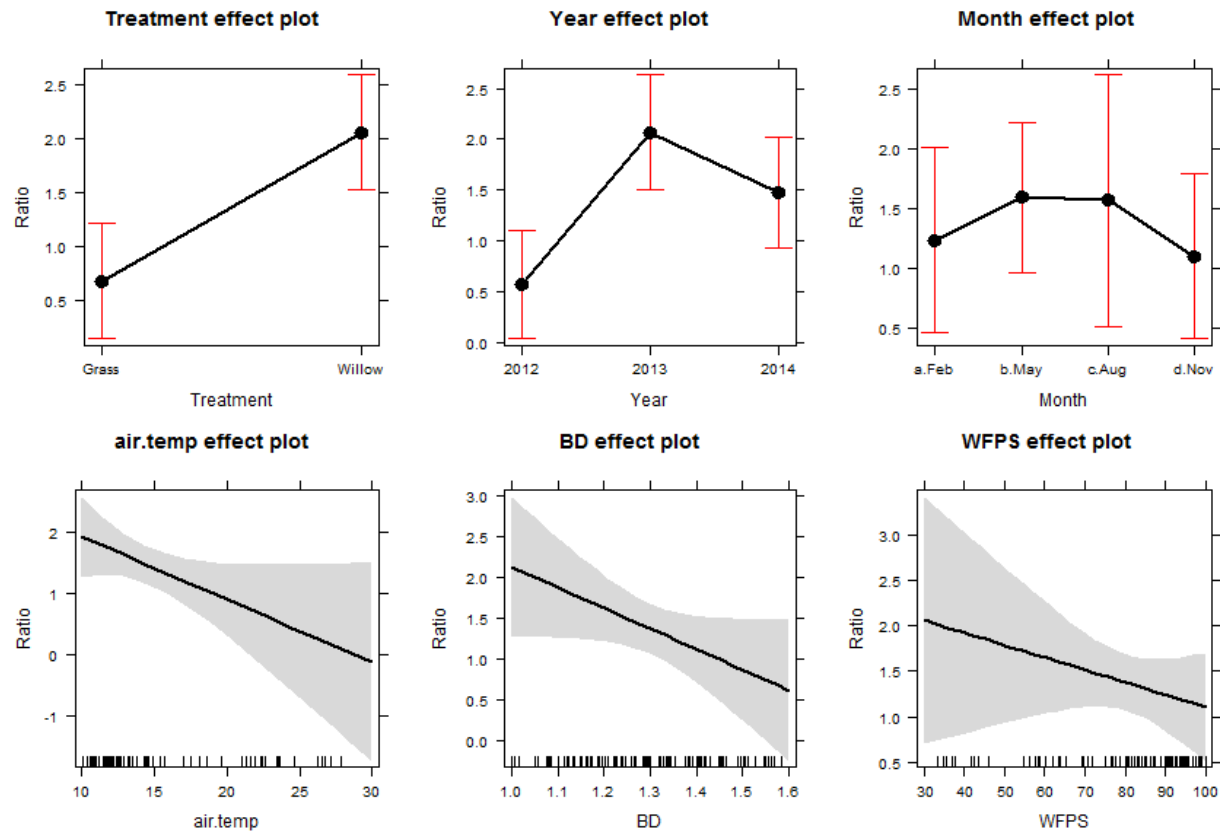 Treatment effect plot
Ratio
2.5
2.0
1.5
1.0
0.5
Grass Willow
Treatment
Year effect plot
Ratio
2.5
2.0
1.5
1.0
0.5
0.0
2012 2013 2014
Year
Month effect plot
Ratio
2.5
2.0
1.5
1.0
0.5
a.Feb b.May c.Aug d.Nov
Month
air.temp effect plot
Ratio
2
1
0
-1
10 15 20 25 30
air.temp
BD effect plot
Ratio
3.0
2.5
2.0
1.5
1.0
0.5
0.0
1.0 1.1 1.2 1.3 1.4 1.5 1.6
BD
WFPS effect plot
Ratio
3.0
2.5
2.0
1.5
1.0
0.5
30 40 50 60 70 80 90 100
WFPS